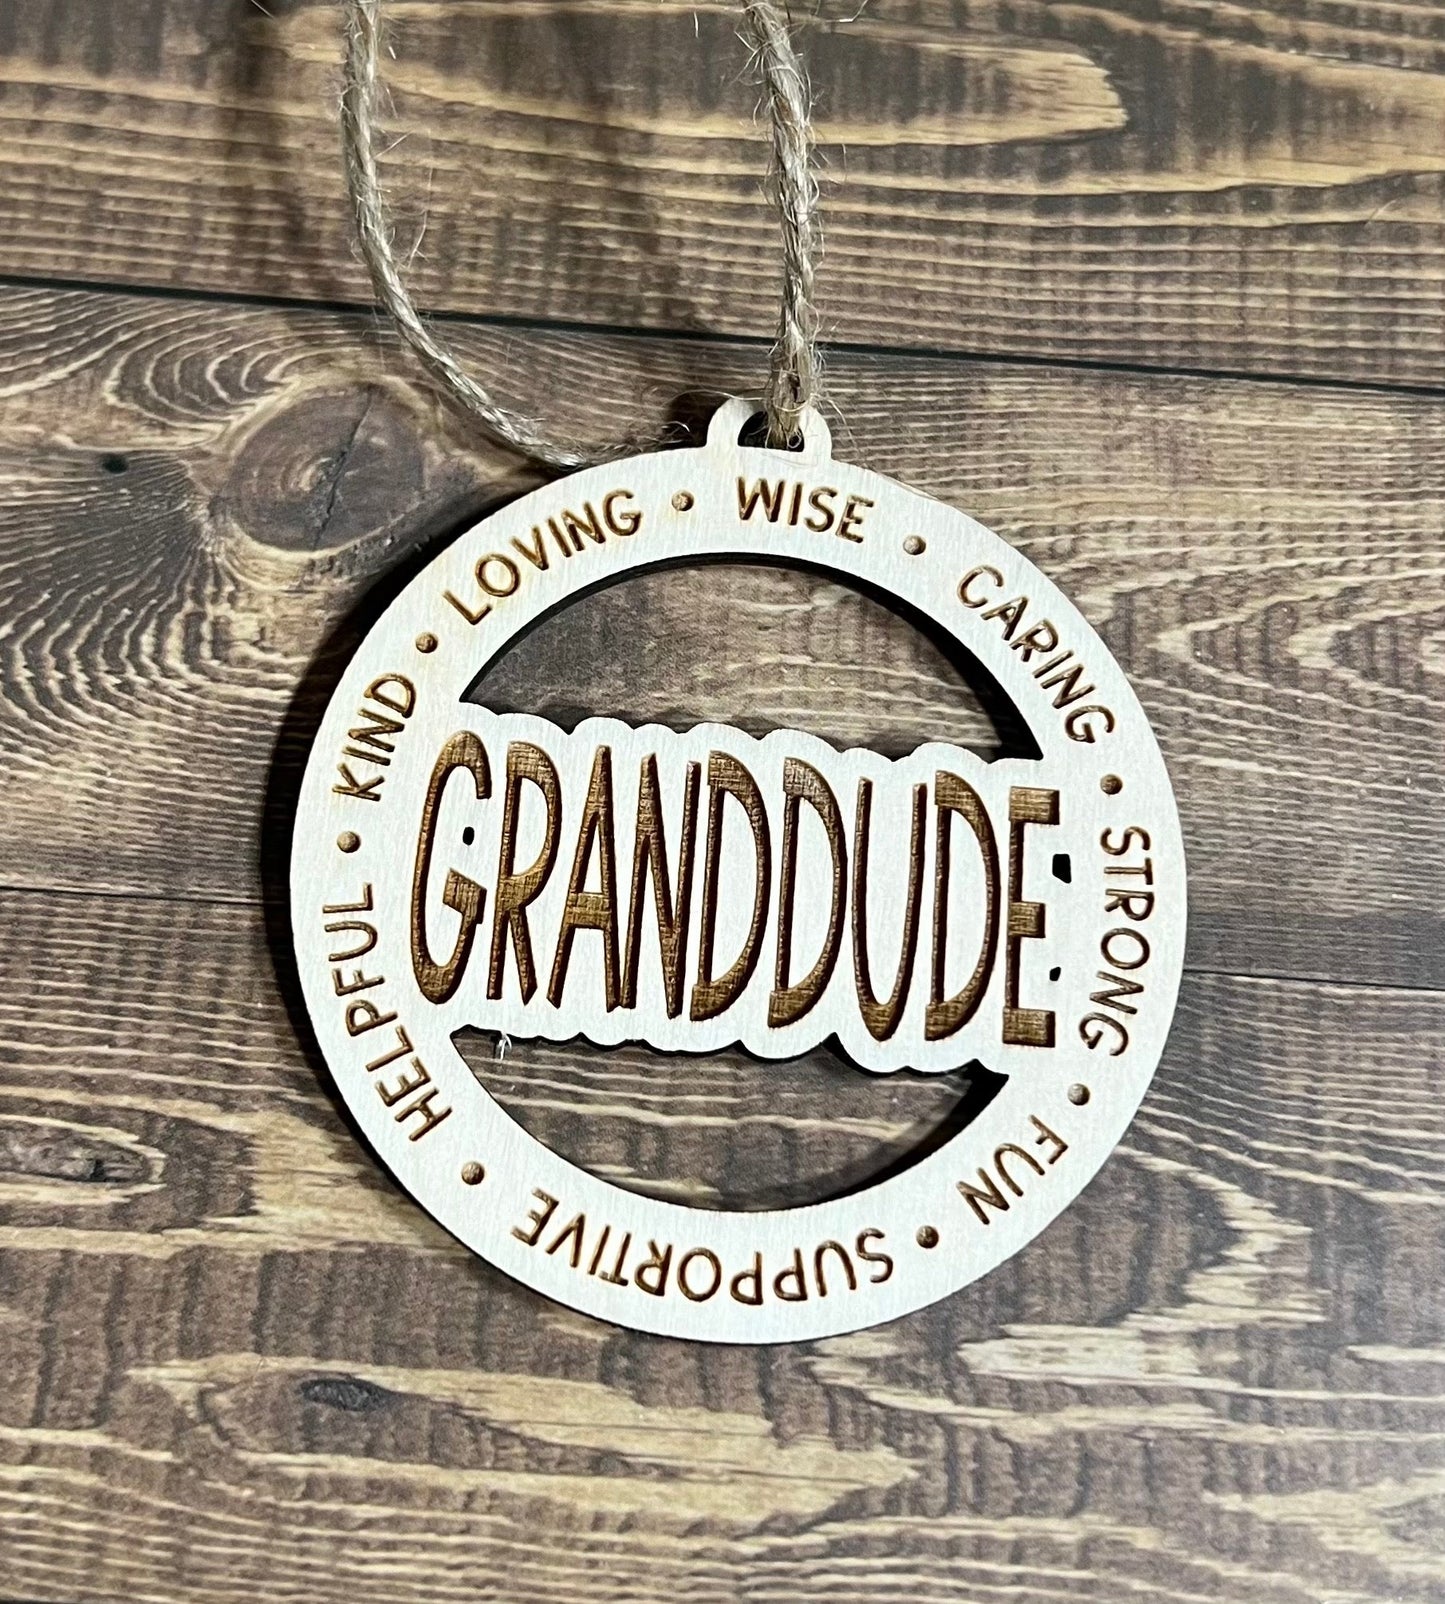 LOVING • WISE • CARING • STRONG • FUN • SUPPORTIVE • HELPFUL • KIND •
GRANDDUDE